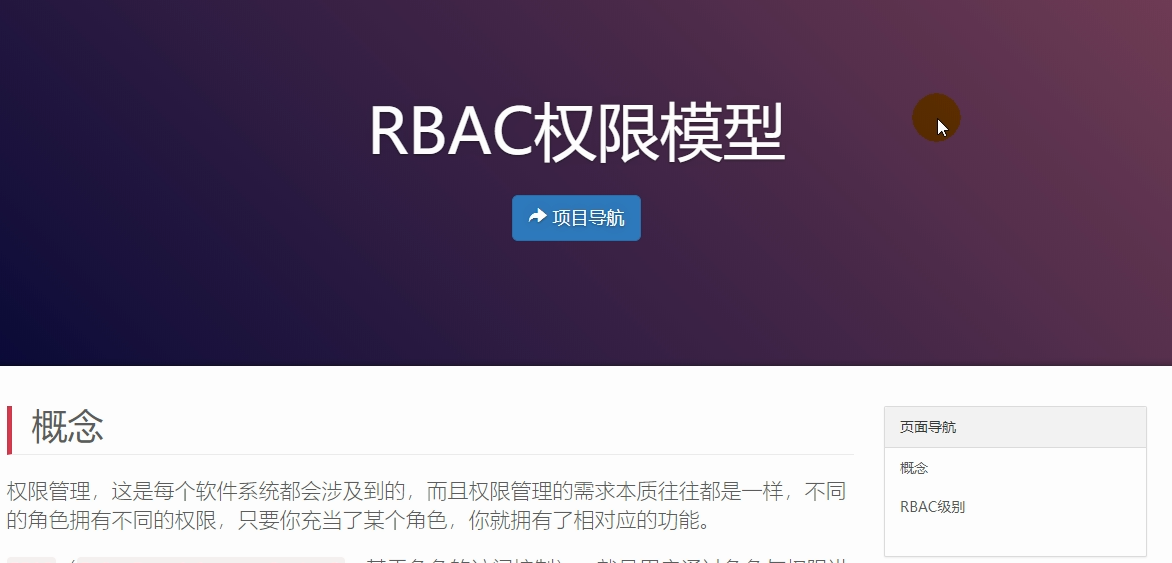 RBAC权限模型
项目导航
概念
权限管理，这是每个软件系统都会涉及到的，而且权限管理的需求本质往往都是一样，不同
的角色拥有不同的权限，只要你充当了某个角色，你就拥有了相对应的功能。
页面导航
概念
RBAC级别